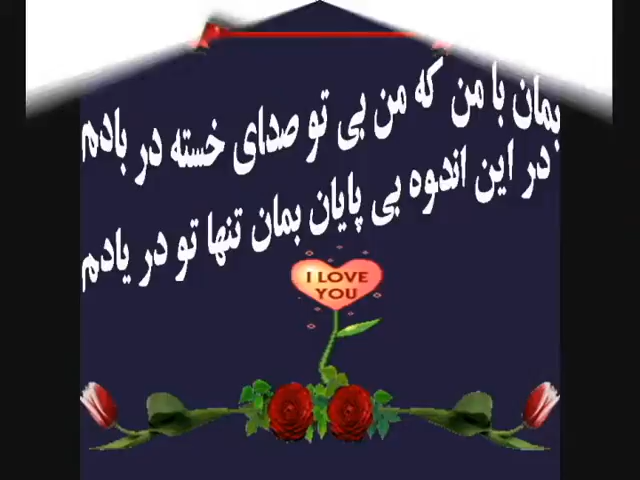 بمان با من که من بی تو صدای خسته در بادم
در این اندوه بی پایان بمان تنها تو در یادم
I LOVE
YOU